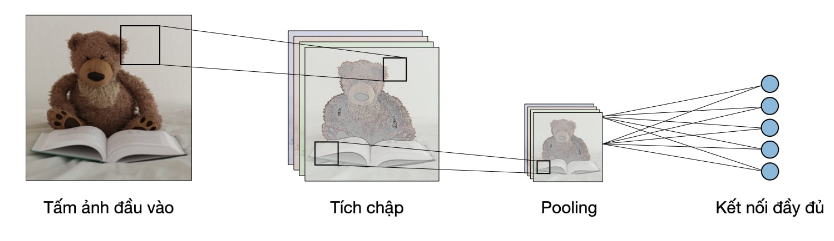 Tấm ảnh đầu vào
Tích chập
Pooling
Kết nối đầy đủ